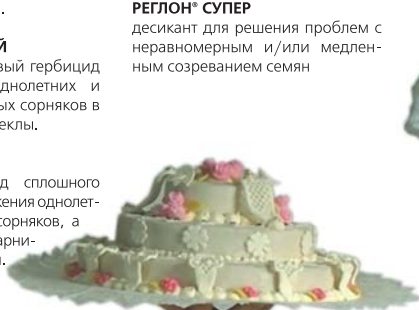 .
Й
вый гербицид
днолетних и
ых сорняков в
еклы.
д сплошного
жения однолет-
сорняков, а
арни-
.
РЕГЛОН® СУПЕР
десикант для решения проблем с
неравномерным и/или медлен-
ным созреванием семян